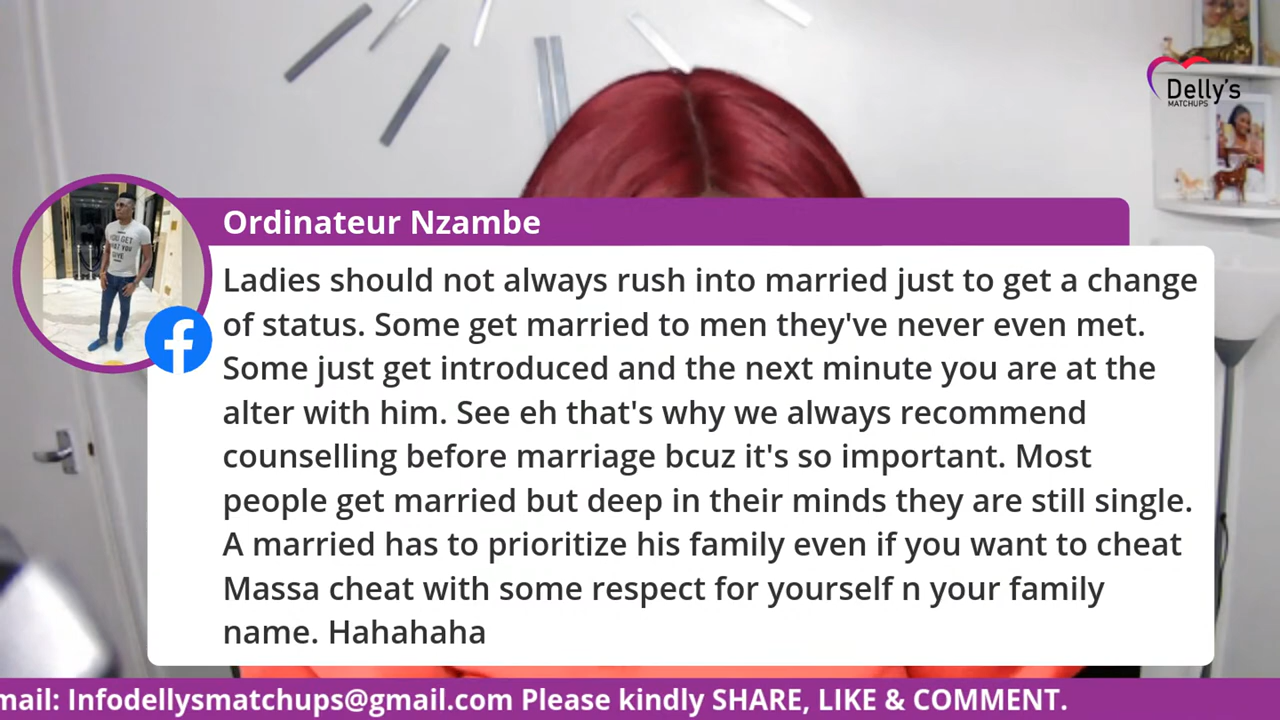 Delly's
MATCHUPS
Ordinateur Nzambe
Ladies should not always rush into married just to get a change
of status. Some get married to men they've never even met.
Some just get introduced and the next minute you are at the
alter with him. See eh that's why we always recommend
counselling before marriage bcuz it's so important. Most
people get married but deep in their minds they are still single.
A married has to prioritize his family even if you want to cheat
Massa cheat with some respect for yourself n your family
name. Hahahaha
mail: Infodellysmatchups@gmail.com Please kindly SHARE, LIKE & COMMENT.